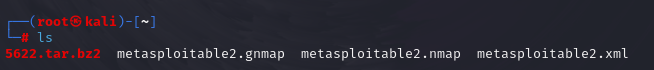 ┌──(root㉿kali)-[~]
└─# ls
5622.tar.bz2  metasploitable2.gnmap  metasploitable2.nmap  metasploitable2.xml